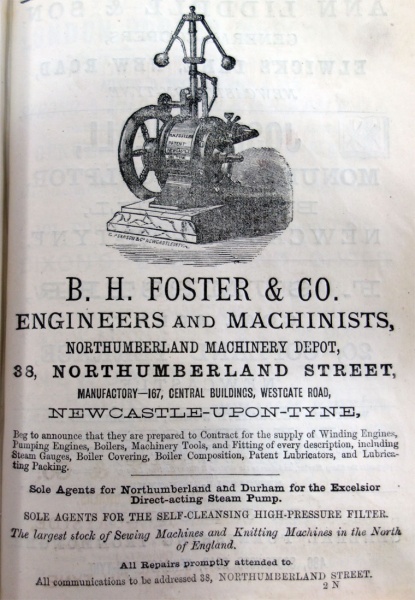 B. H. FOSTER & CO.
ENGINEERS AND MACHINISTS,
NORTHUMBERLAND MACHINERY DEPOT,
38, NORTHUMBERLAND STREET,
MANUFACTORY—167, CENTRAL BUILDINGS, WESTGATE ROAD,
NEWCASTLE-UPON-TYNE,
Beg to announce that they are prepared to Contract for the supply of Winding Engines,
Pumping Engines, Boilers, Machinery Tools, and Fitting of every description, including
Steam Gauges, Boiler Covering, Boiler Composition, Patent Lubricators, and Lubrica-
ting Packing.
Sole Agents for Northumberland and Durham for the Excelsior
Direct-acting Steam Pump.
SOLE AGENTS FOR THE SELF-CLEANSING HIGH-PRESSURE FILTER.
The largest stock of Sewing Machines and Knitting Machines in the North
of England.
All Repairs promptly attended to.
All communications to be addressed 38, NORTHUMBERLAND STREET.
2 N